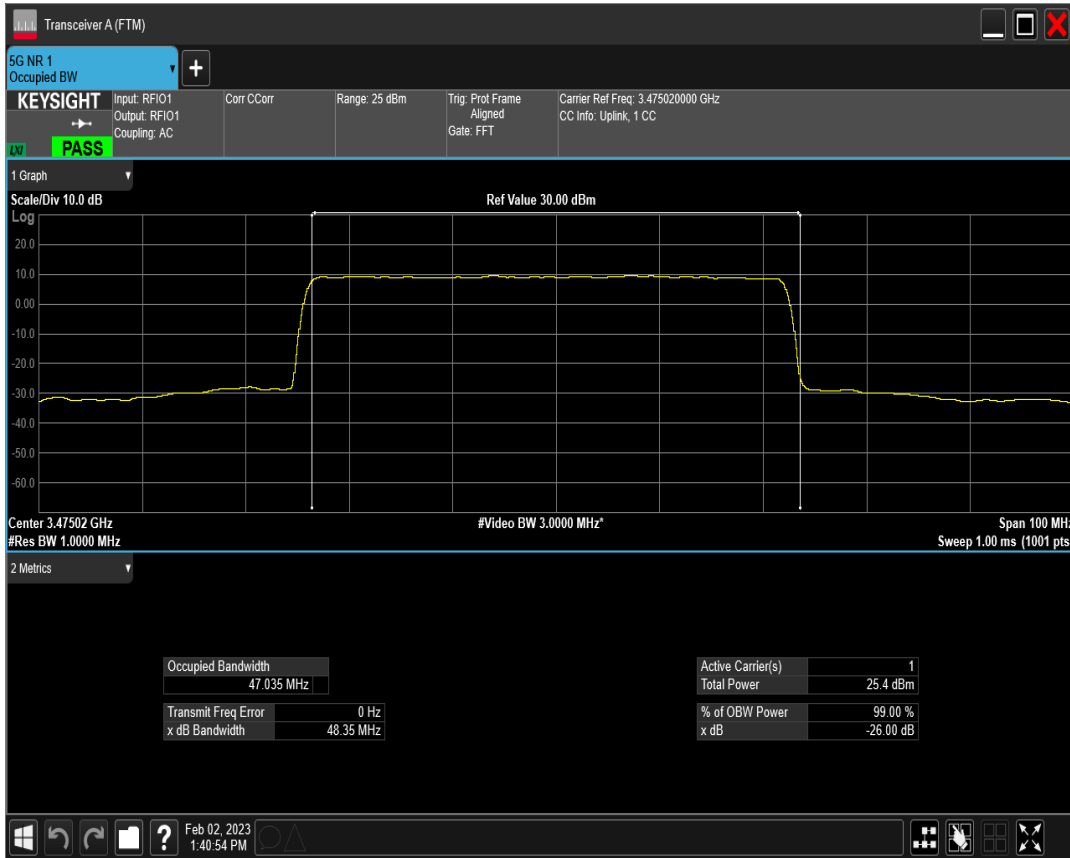 Transceiver A (FTM)
5G NR 1
Occupied BW
+
KEYSIGHT
Input: RFIO1
Output: RFIO1
Coupling: AC
Corr CCorr
Range: 25 dBm
Trig: Prot Frame
Aligned
Gate: FFT
Carrier Ref Freq: 3.475020000 GHz
CC Info: Uplink, 1 CC
LXI
PASS
1 Graph
Scale/Div 10.0 dB
Ref Value 30.00 dBm
Log
20.0
10.0
0.00
-10.0
-20.0
-30.0
-40.0
-50.0
-60.0
Center 3.47502 GHz
#Video BW 3.0000 MHz*
Span 100 MHz
#Res BW 1.0000 MHz
Sweep 1.00 ms (1001 pts
2 Metrics
Occupied Bandwidth
47.035 MHz
Transmit Freq Error 0 Hz
x dB Bandwidth 48.35 MHz
Active Carrier(s) 1
Total Power 25.4 dBm
% of OBW Power 99.00 %
x dB -26.00 dB
?
Feb 02, 2023
1:40:54 PM